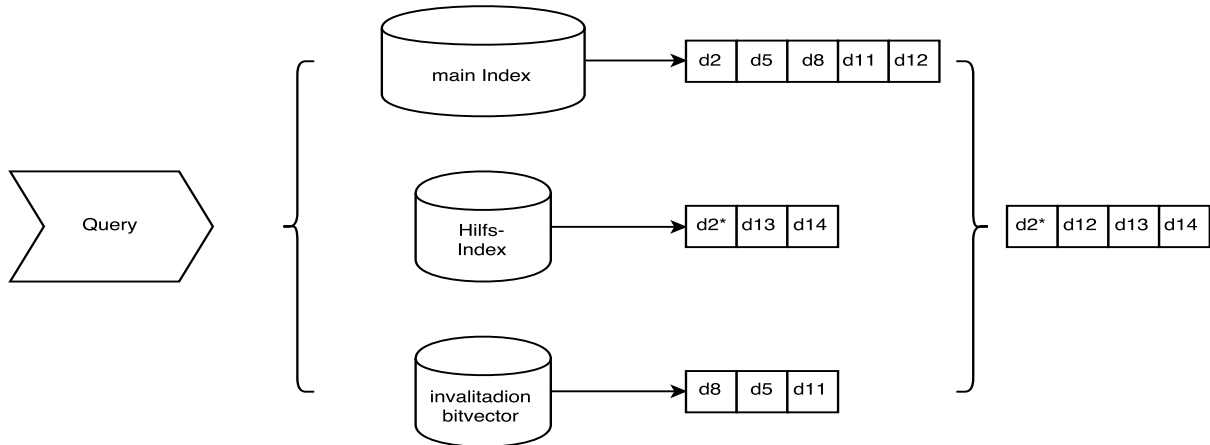 main Index
d2 d5 d8 d11 d12
Query
Hilfs-
Index
d2* d13 d14
d2* d12 d13 d14
invalitadion
bitvector
d8 d5 d11